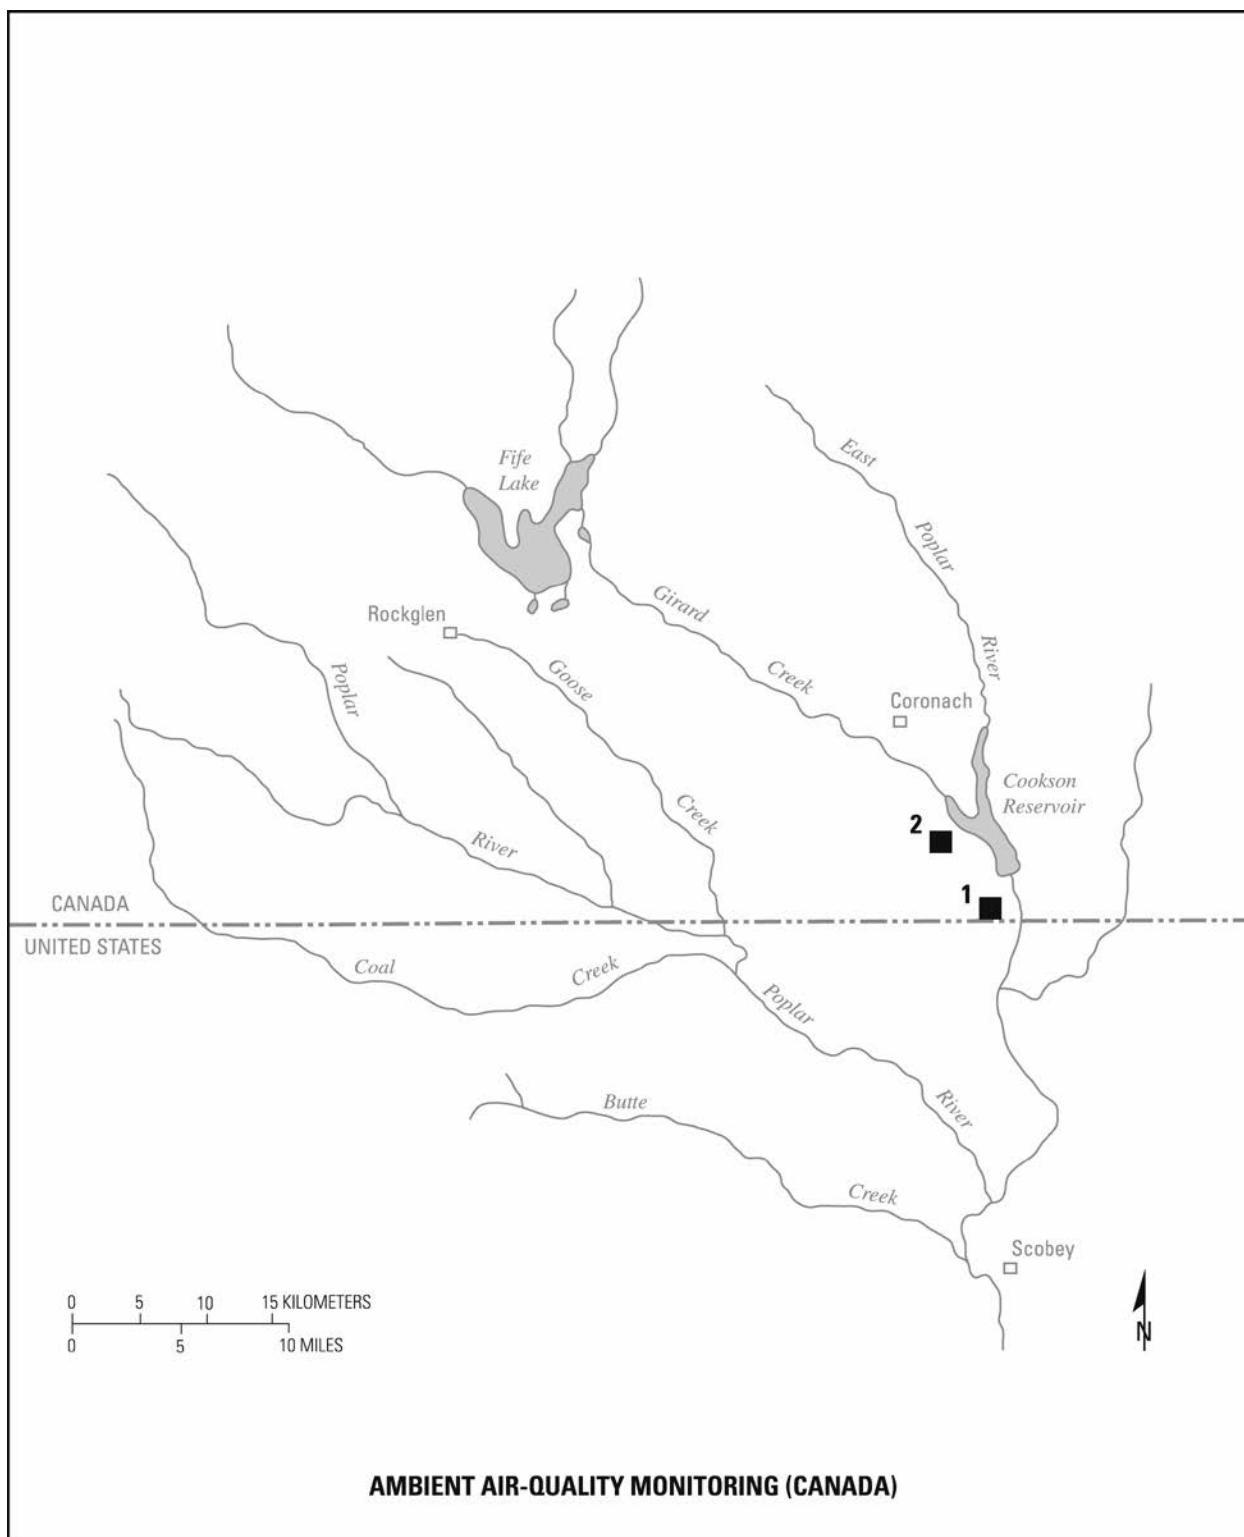 East
Fife
Lake
Poplar
Girard
Rockglen
River
Goose
Creek
Poplar
Coronach
Cookson
Reservoir
Creek
2
River
1
CANADA
UNITED STATES
Coal
Creek
Poplar
Butte
River
Creek
Scobey
0 5 10 15 KILOMETERS
0 5 10 MILES
N
AMBIENT AIR-QUALITY MONITORING (CANADA)